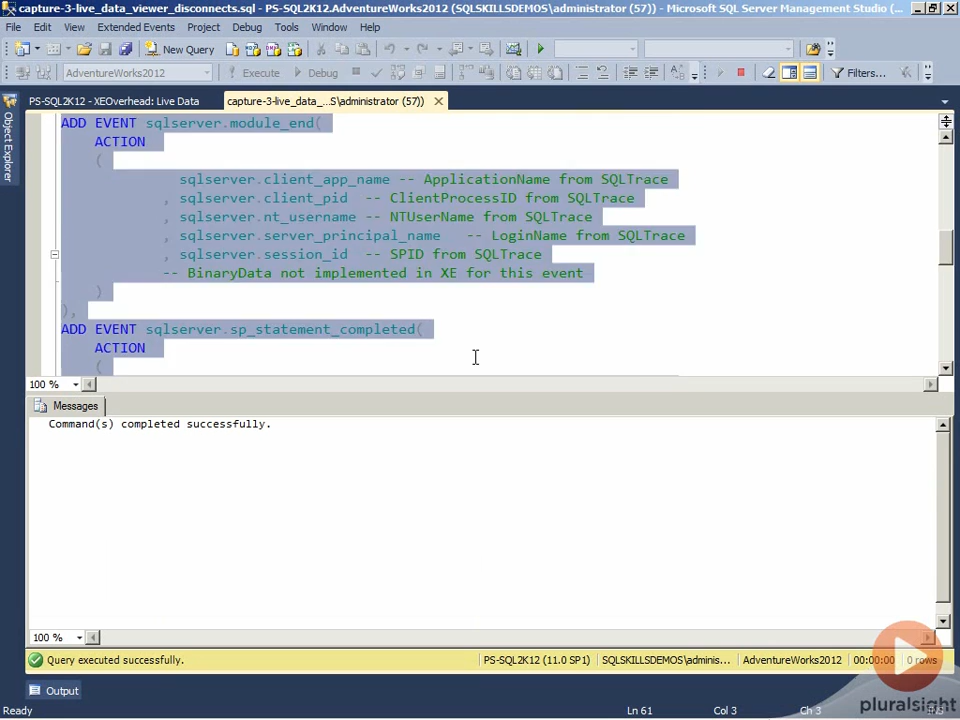 capture-3-live_data_viewer_disconnects.sql - PS-SQL2K12.AdventureWorks2012 (SQLSKILLSDEMOS\administrator (57)) - Microsoft SQL Server Management Studio (...
File Edit View Extended Events Project Debug Tools Window Help
New Query
AdventureWorks2012 Execute Debug Filters...
PS-SQL2K12 - XEOverhead: Live Data capture-3-live_data_...S\administrator (57))
Object Explorer
ADD EVENT sqlserver.module_end(
ACTION
(
sqlserver.client_app_name -- ApplicationName from SQLTrace
, sqlserver.client_pid -- ClientProcessID from SQLTrace
, sqlserver.nt_username -- NTUserName from SQLTrace
, sqlserver.server_principal_name -- LoginName from SQLTrace
, sqlserver.session_id -- SPID from SQLTrace
-- BinaryData not implemented in XE for this event
)
),
ADD EVENT sqlserver.sp_statement_completed(
ACTION
(
100 %
Messages
Command(s) completed successfully.
100 %
Query executed successfully. PS-SQL2K12 (11.0 SP1) SQLSKILLSDEMOS\adminis... AdventureWorks2012 00:00:00 0 rows
Output
pluralsight
Ready Ln 61 Col 3 Ch 3